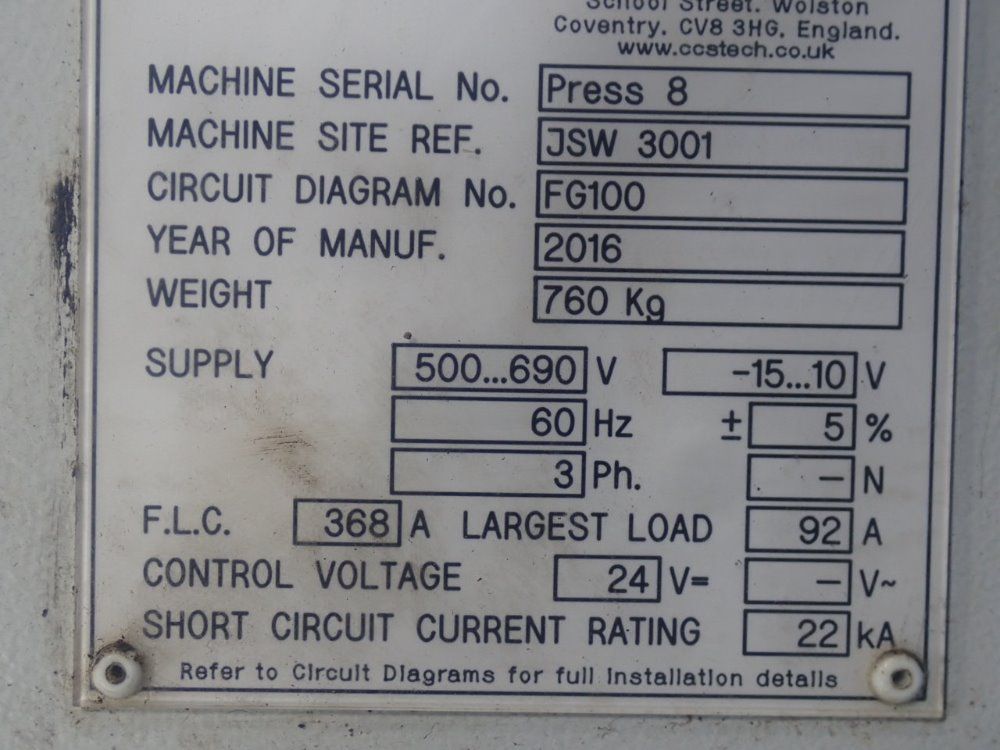 School Street. Wolston
Coventry. CV8 3HG. England.
www.ccstech.co.uk
MACHINE SERIAL No. Press 8
MACHINE SITE REF. JSW 3001
CIRCUIT DIAGRAM No. FG100
YEAR OF MANUF. 2016
WEIGHT 760 Kg
SUPPLY 500...690 V -15...10 V
60 Hz ± 5 %
3 Ph. – N
F.L.C. 368 A LARGEST LOAD 92 A
CONTROL VOLTAGE 24 V= – V~
SHORT CIRCUIT CURRENT RATING 22 kA
Refer to Circuit Diagrams for full installation details